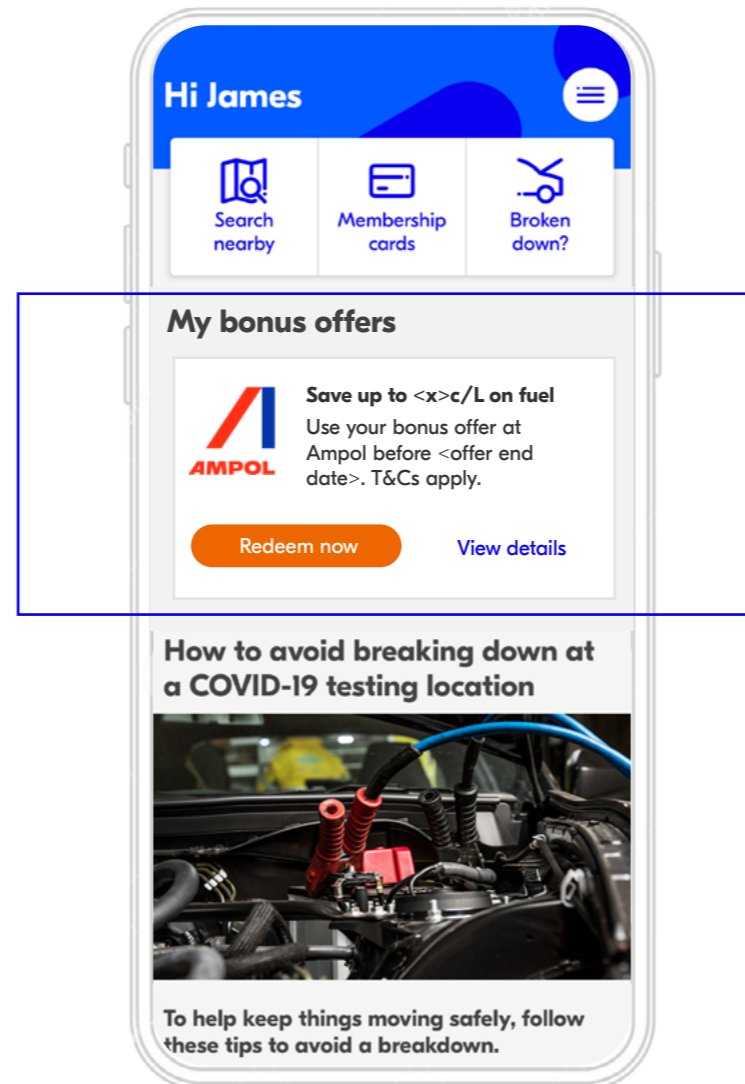 Hi James
Search
nearby
Membership
cards
Broken
down?
My bonus offers
AMPOL
Save up to <x>c/L on fuel
Use your bonus offer at
Ampol before <offer end
date>. T&Cs apply.
Redeem now
View details
How to avoid breaking down at
a COVID-19 testing location
To help keep things moving safely, follow
these tips to avoid a breakdown.